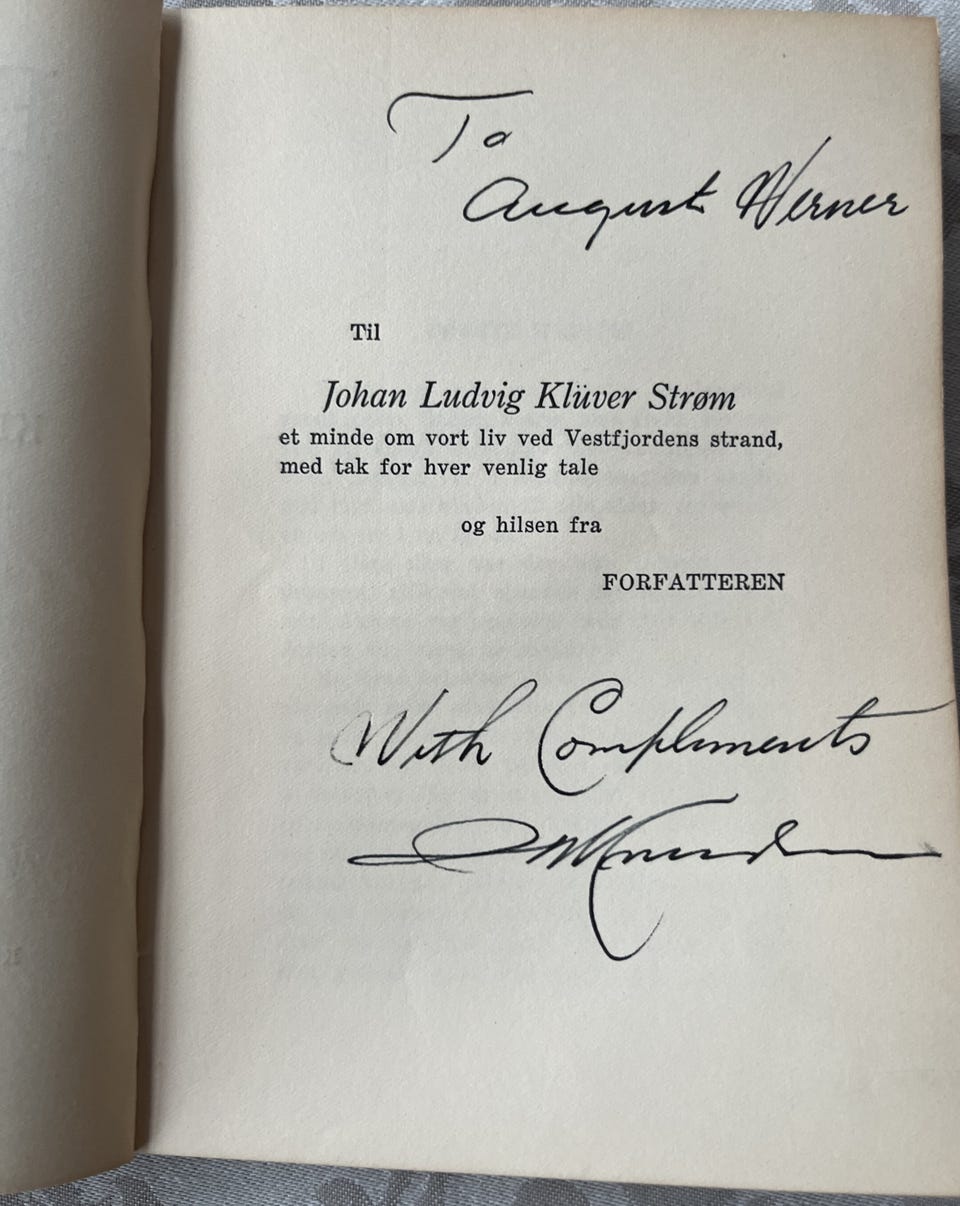 To
August Werner
Til
Johan Ludvig Klüver Strøm
et minde om vort liv ved Vestfjordens strand,
med tak for hver venlig tale
og hilsen fra
FORFATTEREN
With Compliments